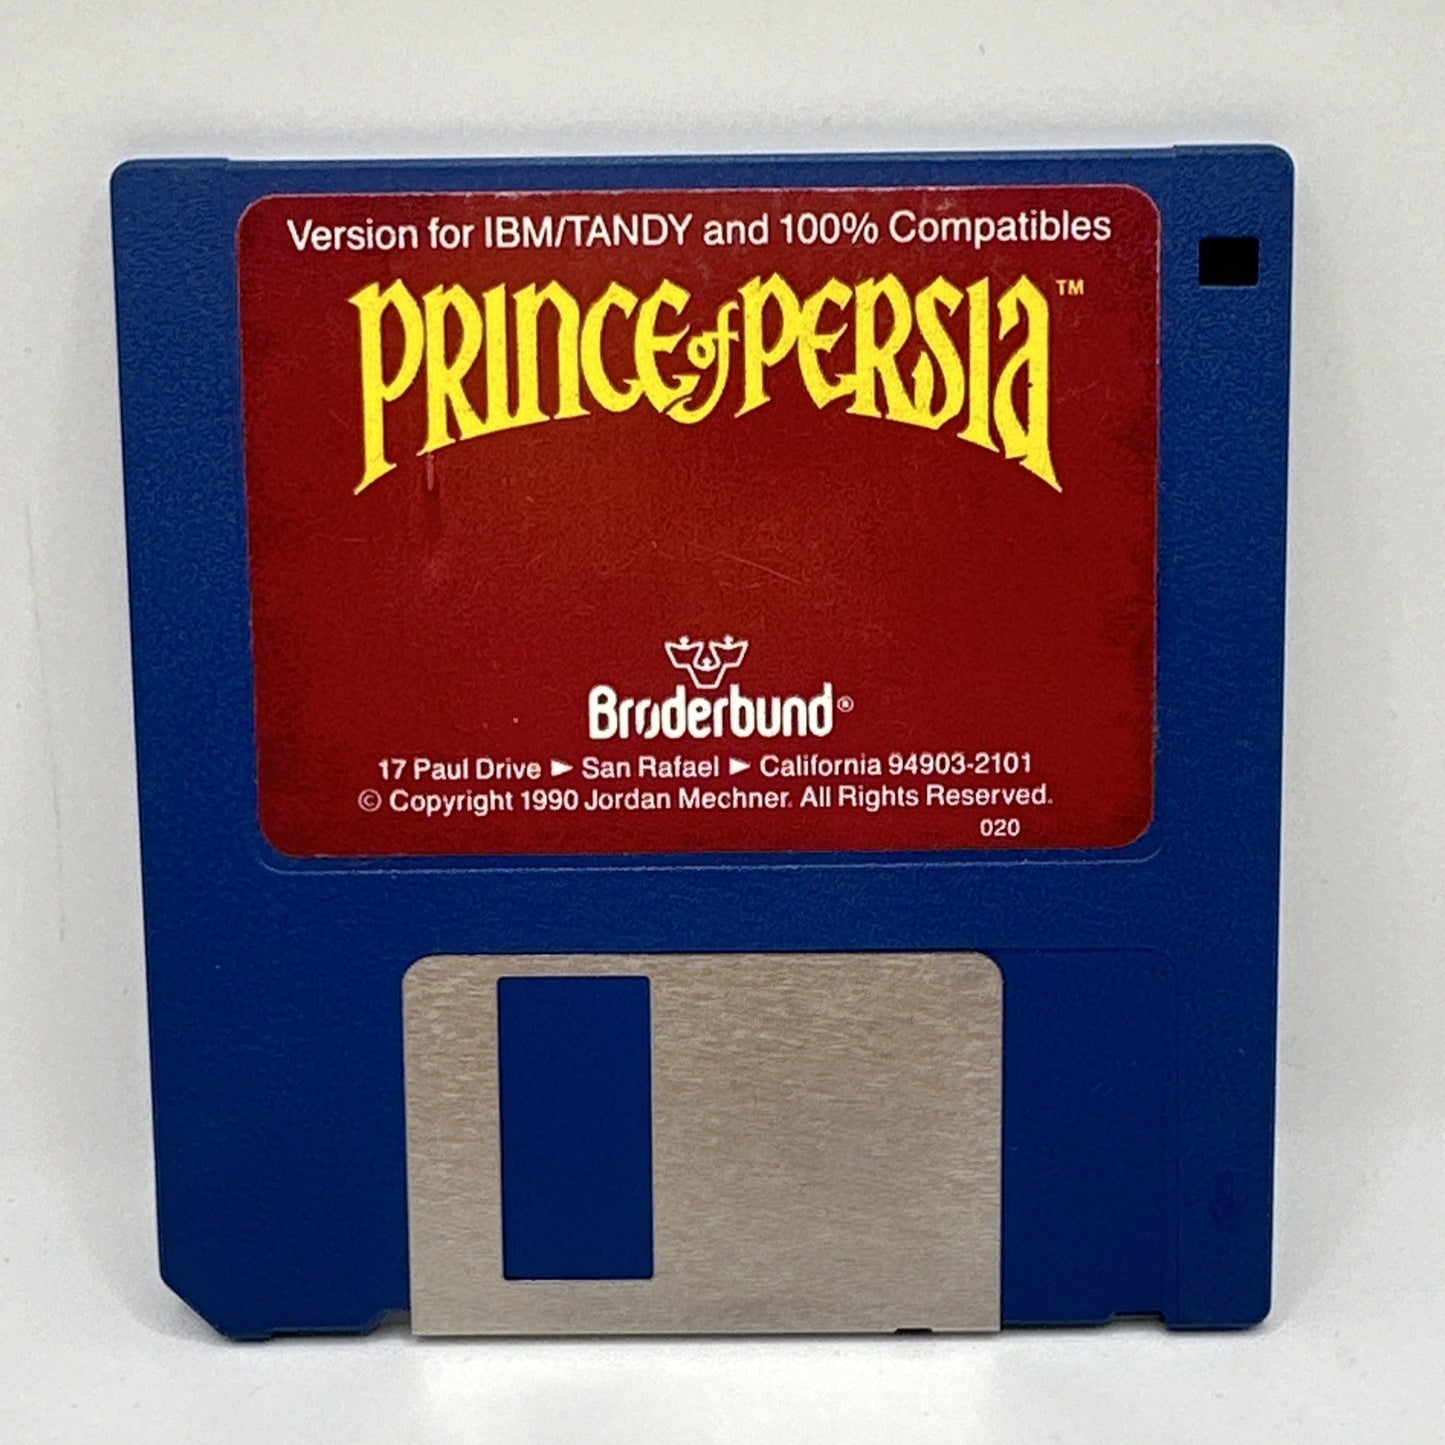 Version for IBM/TANDY and 100% Compatibles
PRINCE of PERSIA™
Brøderbund®
17 Paul Drive ► San Rafael ► California 94903-2101
© Copyright 1990 Jordan Mechner. All Rights Reserved.
020